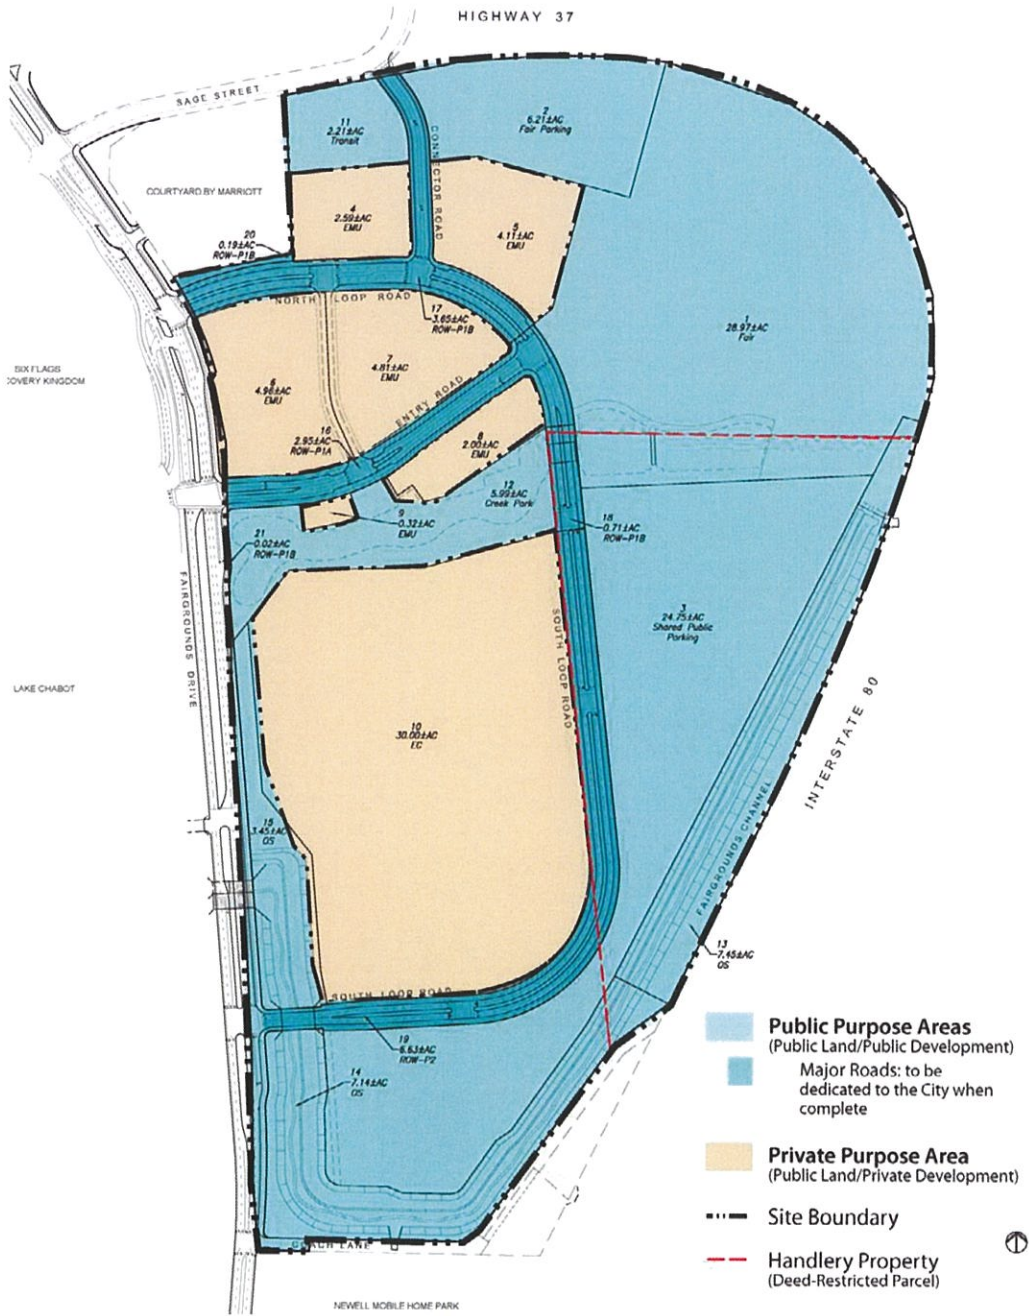 HIGHWAY 37
SAGE STREET
11
2.21±AC
Transit
2
6.21±AC
Fair Parking
CONNECTOR ROAD
COURTYARD BY MARRIOTT
4
2.59±AC
EMU
5
4.11±AC
EMU
20
0.19±AC
ROW-P1B
NORTH LOOP ROAD
17
3.65±AC
ROW-P1B
1
28.97±AC
Fair
SIX FLAGS
COVERY KINGDOM
7
4.81±AC
EMU
6
4.96±AC
EMU
ENTRY ROAD
16
2.95±AC
ROW-P1A
8
2.00±AC
EMU
12
5.99±AC
Creek Park
9
0.32±AC
EMU
18
0.71±AC
ROW-P1B
21
0.02±AC
ROW-P1B
FAIRGROUNDS DRIVE
SOUTH LOOP ROAD
3
24.75±AC
Shared Public
Parking
LAKE CHABOT
10
30.00±AC
EC
INTERSTATE 80
FAIRGROUNDS CHANNEL
15
3.45±AC
OS
13
7.45±AC
OS
SOUTH LOOP ROAD
19
6.63±AC
ROW-P2
14
7.14±AC
OS
COACH LANE
NEWELL MOBILE HOME PARK
Public Purpose Areas
(Public Land/Public Development)
Major Roads: to be
dedicated to the City when
complete
Private Purpose Area
(Public Land/Private Development)
Site Boundary
Handlery Property
(Deed-Restricted Parcel)